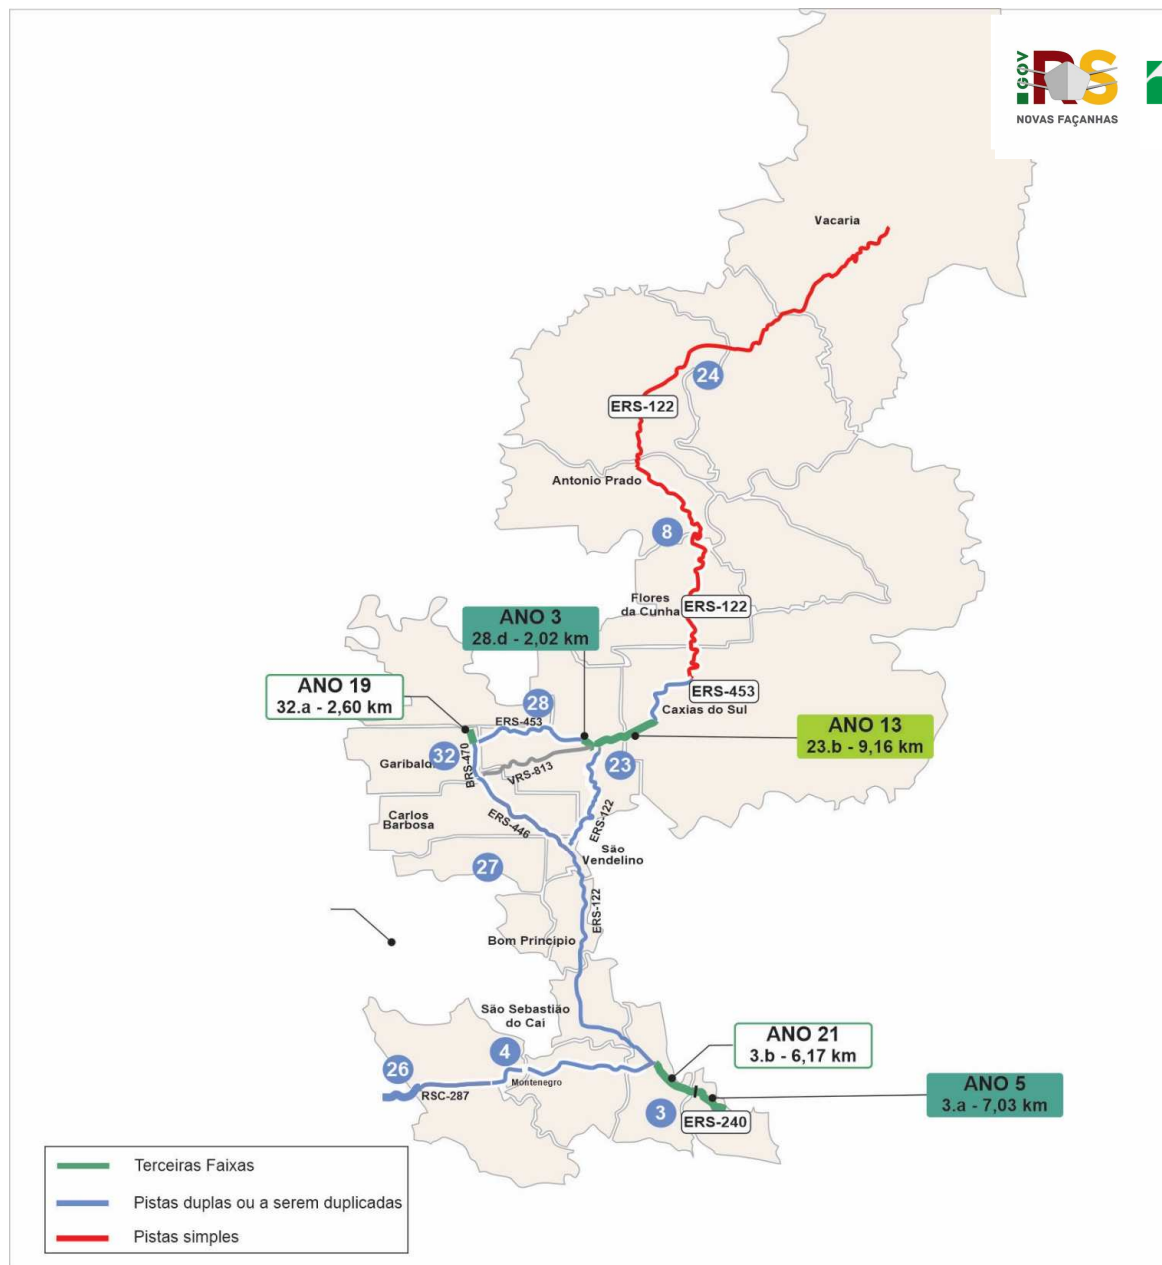 .GOV
RS
NOVAS FAÇANHAS
Vacaria
24
ERS-122
Antonio Prado
8
Flores
da Cunha
ERS-122
ANO 3
28.d - 2,02 km
ANO 19
32.a - 2,60 km
28
ERS-453
ERS-453
Caxias do Sul
ANO 13
23.b - 9,16 km
32
Garibald
BRS-470
VRS-813
23
Carlos
Barbosa
ERS-446
ERS-122
São
Vendelino
27
ERS-122
Bom Principio
São Sebastião
do Caí
ANO 21
3.b - 6,17 km
4
26
Montenegro
RSC-287
ANO 5
3.a - 7,03 km
3
ERS-240
Terceiras Faixas
Pistas duplas ou a serem duplicadas
Pistas simples